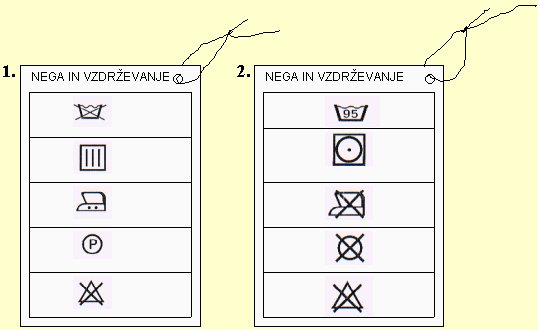 1. NEGA IN VZDRŽEVANJE
P
2. NEGA IN VZDRŽEVANJE
95